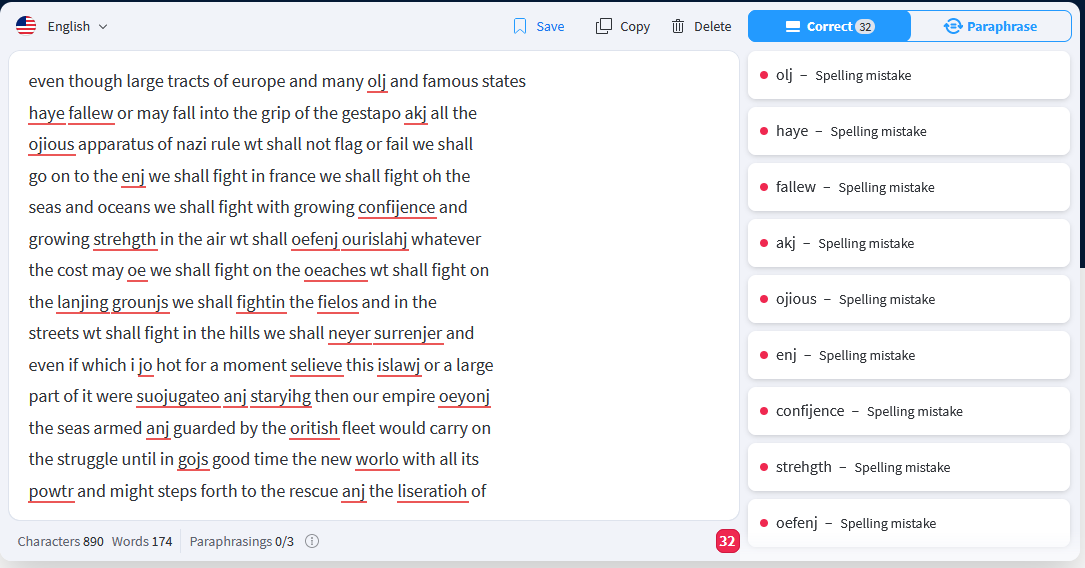 English
Save
Copy
Delete
Correct 32
Paraphrase
even though large tracts of europe and many olj and famous states
haye fallew or may fall into the grip of the gestapo akj all the
ojious apparatus of nazi rule wt shall not flag or fail we shall
go on to the enj we shall fight in france we shall fight oh the
seas and oceans we shall fight with growing confijence and
growing strehgth in the air wt shall oefenj ourislahj whatever
the cost may oe we shall fight on the oeaches wt shall fight on
the lanjing grounjs we shall fightin the fielos and in the
streets wt shall fight in the hills we shall neyer surrenjer and
even if which i jo hot for a moment selieve this islawj or a large
part of it were suojugateo anj staryihg then our empire oeyonj
the seas armed anj guarded by the oritish fleet would carry on
the struggle until in gojs good time the new worlo with all its
powtr and might steps forth to the rescue anj the liseratioh of
Characters 890 Words 174 Paraphrasings 0/3
32
olj – Spelling mistake
haye – Spelling mistake
fallew – Spelling mistake
akj – Spelling mistake
ojious – Spelling mistake
enj – Spelling mistake
confijence – Spelling mistake
strehgth – Spelling mistake
oefenj – Spelling mistake